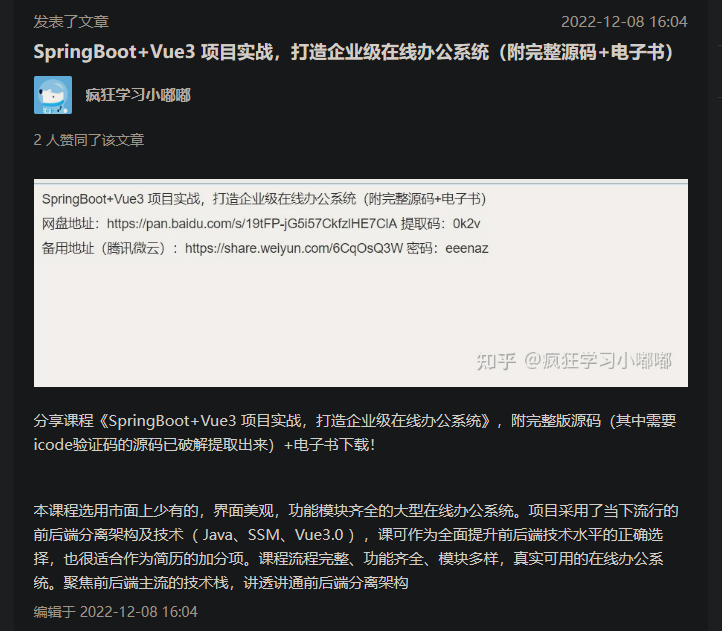 发表了文章 2022-12-08 16:04
SpringBoot+Vue3 项目实战，打造企业级在线办公系统（附完整源码+电子书）
疯狂学习小嘟嘟
2 人赞同了该文章
SpringBoot+Vue3 项目实战，打造企业级在线办公系统（附完整源码+电子书）
网盘地址：https://pan.baidu.com/s/19tFP-jG5i57CkfzlHE7ClA 提取码：0k2v
备用地址（腾讯微云）：https://share.weiyun.com/6CqOsQ3W 密码：eeenaz
知乎 @疯狂学习小嘟嘟
分享课程《SpringBoot+Vue3 项目实战，打造企业级在线办公系统》，附完整版源码（其中需要
icode验证码的源码已破解提取出来）+电子书下载！
本课程选用市面上少有的，界面美观，功能模块齐全的大型在线办公系统。项目采用了当下流行的
前后端分离架构及技术（ Java、SSM、Vue3.0 ），课可作为全面提升前后端技术水平的正确选
择，也很适合作为简历的加分项。课程流程完整、功能齐全、模块多样，真实可用的在线办公系
统。聚焦前后端主流的技术栈，讲透讲通前后端分离架构
编辑于 2022-12-08 16:04